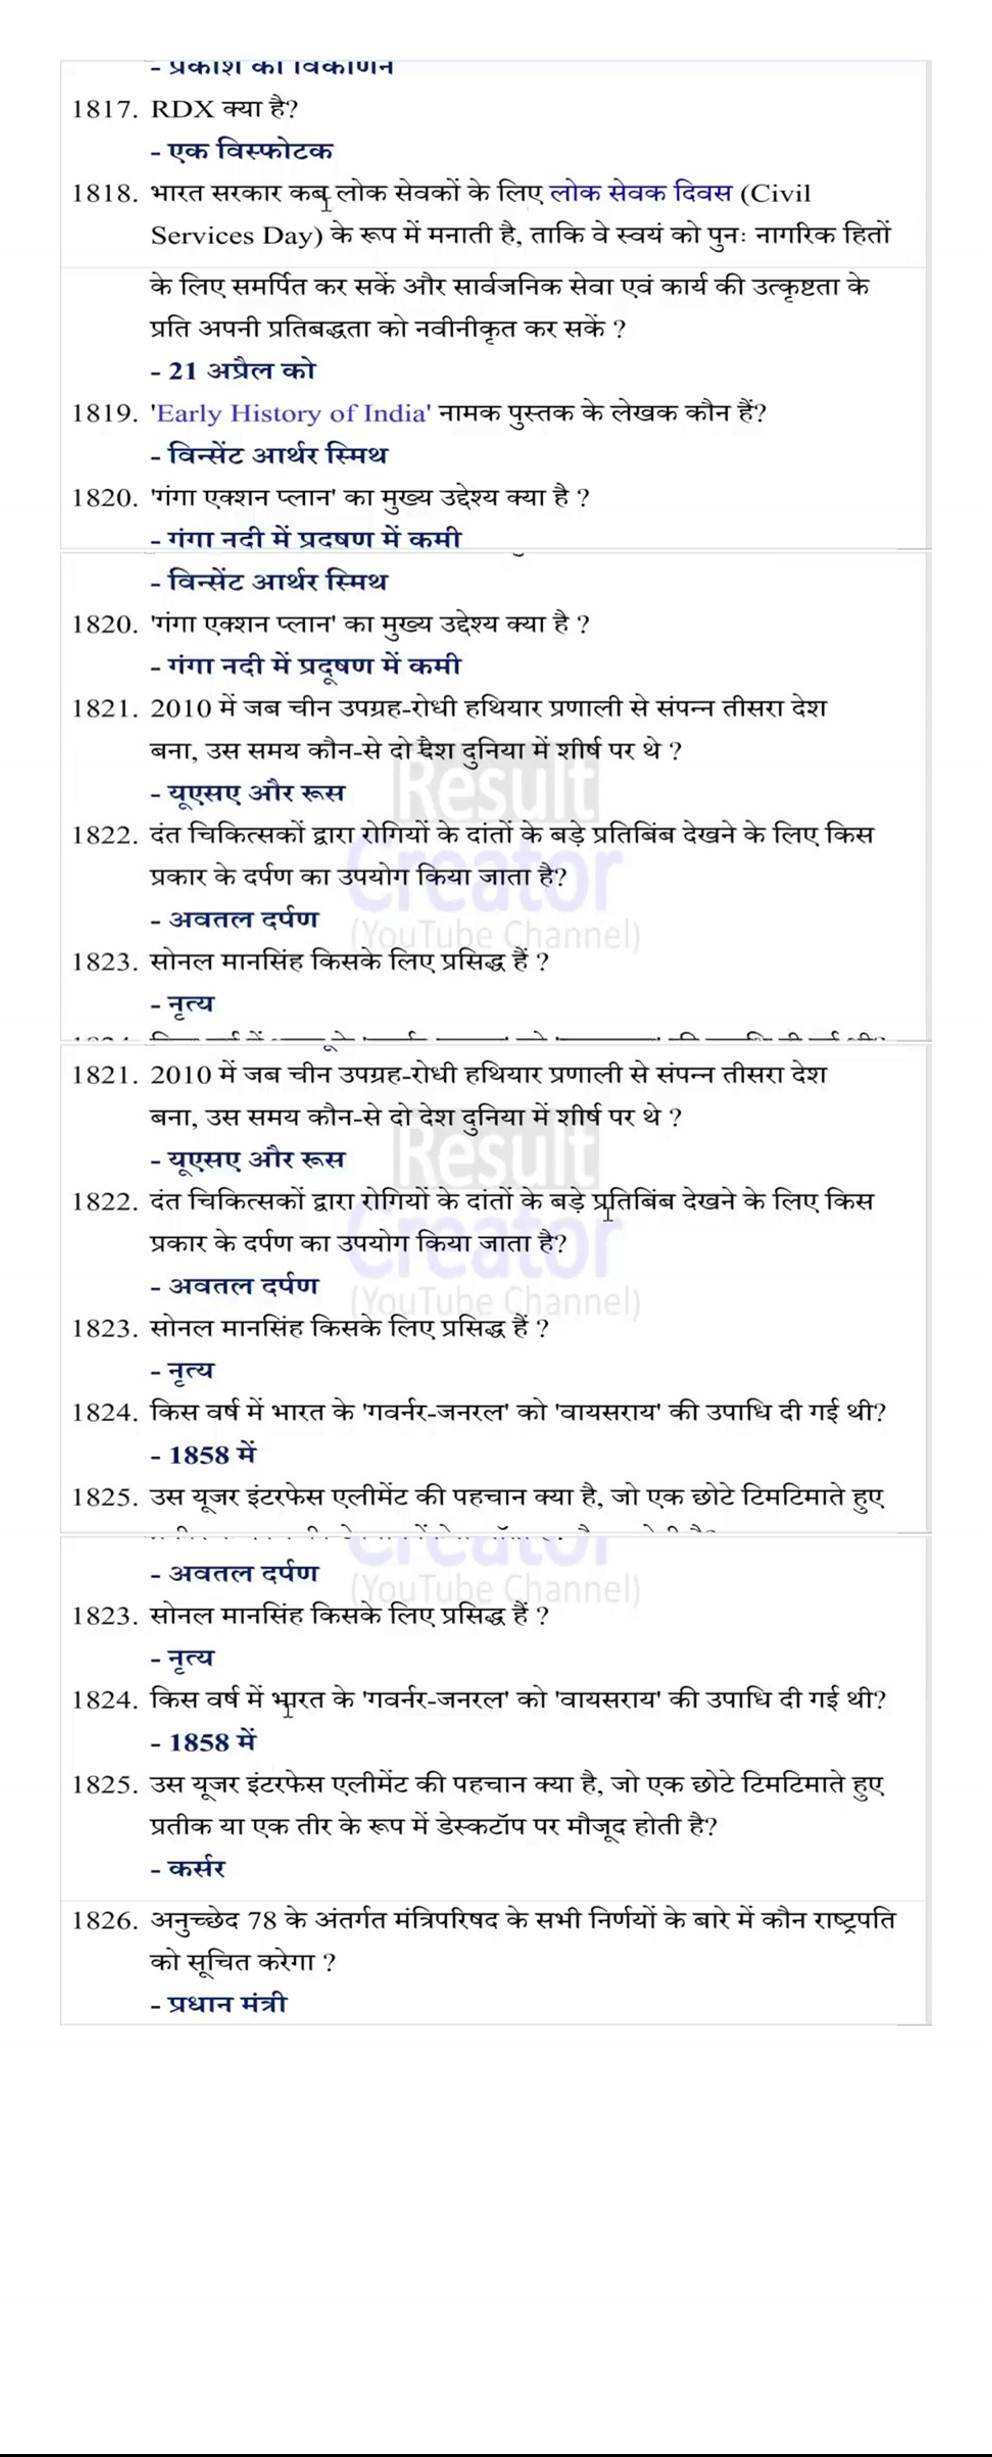 - प्रकाश का विकीर्णन
1817. RDX क्या है?
- एक विस्फोटक
1818. भारत सरकार कब लोक सेवकों के लिए लोक सेवक दिवस (Civil
Services Day) के रूप में मनाती है, ताकि वे स्वयं को पुनः नागरिक हितों
के लिए समर्पित कर सकें और सार्वजनिक सेवा एवं कार्य की उत्कृष्टता के
प्रति अपनी प्रतिबद्धता को नवीनीकृत कर सकें ?
- 21 अप्रैल को
1819. 'Early History of India' नामक पुस्तक के लेखक कौन हैं?
- विन्सेंट आर्थर स्मिथ
1820. 'गंगा एक्शन प्लान' का मुख्य उद्देश्य क्या है ?
- गंगा नदी में प्रदूषण में कमी
- विन्सेंट आर्थर स्मिथ
1820. 'गंगा एक्शन प्लान' का मुख्य उद्देश्य क्या है ?
- गंगा नदी में प्रदूषण में कमी
1821. 2010 में जब चीन उपग्रह-रोधी हथियार प्रणाली से संपन्न तीसरा देश
बना, उस समय कौन-से दो देश दुनिया में शीर्ष पर थे ?
Result
- यूएसए और रूस
1822. दंत चिकित्सकों द्वारा रोगियों के दांतों के बड़े प्रतिबिंब देखने के लिए किस
प्रकार के दर्पण का उपयोग किया जाता है?
Creator
- अवतल दर्पण
(YouTube Channel)
1823. सोनल मानसिंह किसके लिए प्रसिद्ध हैं ?
- नृत्य
1821. 2010 में जब चीन उपग्रह-रोधी हथियार प्रणाली से संपन्न तीसरा देश
बना, उस समय कौन-से दो देश दुनिया में शीर्ष पर थे ?
Result
- यूएसए और रूस
1822. दंत चिकित्सकों द्वारा रोगियों के दांतों के बड़े प्रतिबिंब देखने के लिए किस
प्रकार के दर्पण का उपयोग किया जाता है?
Creator
- अवतल दर्पण
(YouTube Channel)
1823. सोनल मानसिंह किसके लिए प्रसिद्ध हैं ?
- नृत्य
1824. किस वर्ष में भारत के 'गवर्नर-जनरल' को 'वायसराय' की उपाधि दी गई थी?
- 1858 में
1825. उस यूजर इंटरफेस एलीमेंट की पहचान क्या है, जो एक छोटे टिमटिमाते हुए
Creator
- अवतल दर्पण
(YouTube Channel)
1823. सोनल मानसिंह किसके लिए प्रसिद्ध हैं ?
- नृत्य
1824. किस वर्ष में भारत के 'गवर्नर-जनरल' को 'वायसराय' की उपाधि दी गई थी?
- 1858 में
1825. उस यूजर इंटरफेस एलीमेंट की पहचान क्या है, जो एक छोटे टिमटिमाते हुए
प्रतीक या एक तीर के रूप में डेस्कटॉप पर मौजूद होती है?
- कर्सर
1826. अनुच्छेद 78 के अंतर्गत मंत्रिपरिषद के सभी निर्णयों के बारे में कौन राष्ट्रपति
को सूचित करेगा ?
- प्रधान मंत्री